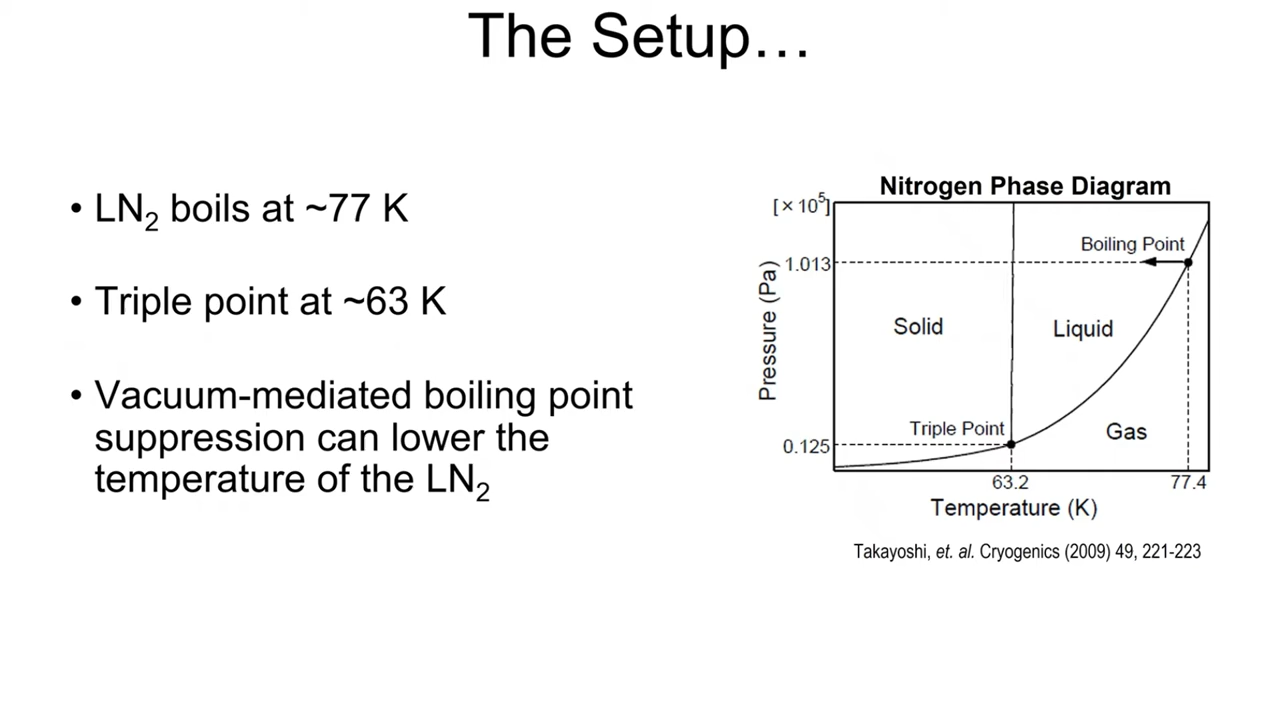 The Setup…
• LN₂ boils at ~77 K
• Triple point at ~63 K
• Vacuum-mediated boiling point
suppression can lower the
temperature of the LN₂
Nitrogen Phase Diagram
[×10⁵]
Boiling Point
1.013
Pressure (Pa)
Solid
Liquid
Triple Point
Gas
0.125
63.2
77.4
Temperature (K)
Takayoshi, et. al. Cryogenics (2009) 49, 221-223